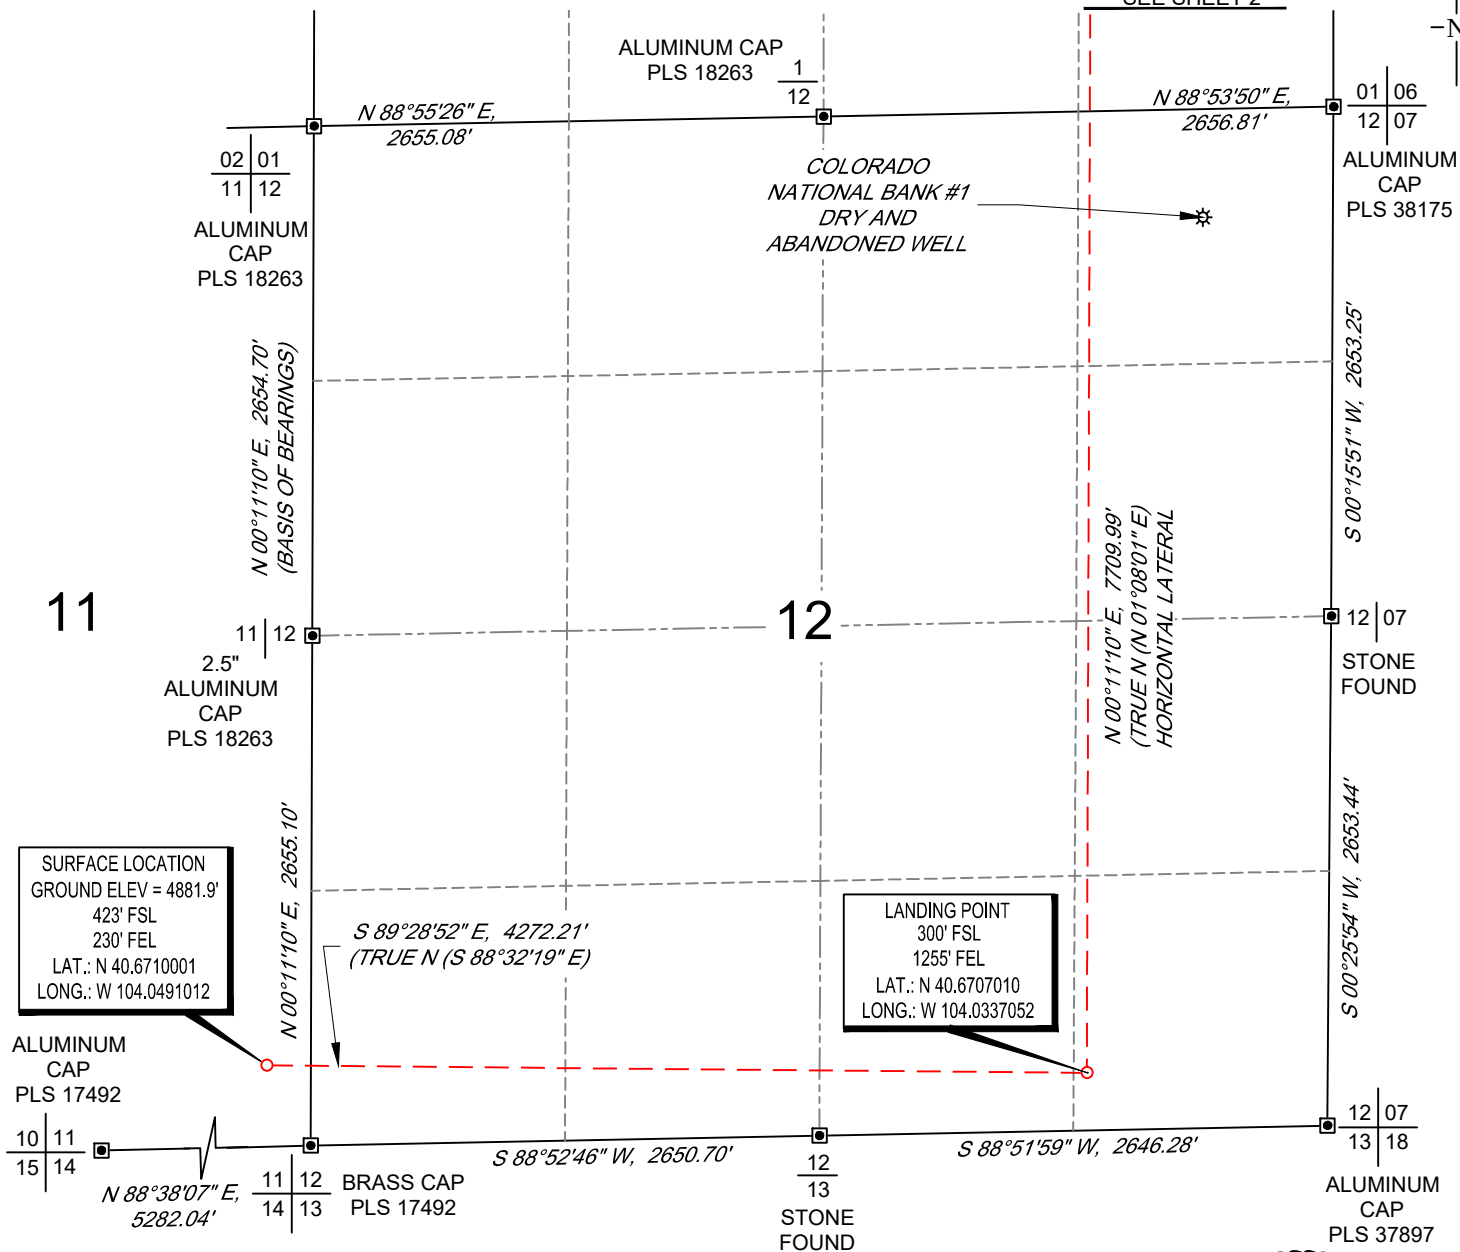 SEE SHEET 2
–N
ALUMINUM CAP
PLS 18263
1
12
N 88°55'26" E,
2655.08'
N 88°53'50" E,
2656.81'
01 06
12 07
ALUMINUM
CAP
PLS 38175
02 01
11 12
ALUMINUM
CAP
PLS 18263
COLORADO
NATIONAL BANK #1
DRY AND
ABANDONED WELL
N 00°11'10" E, 2654.70'
(BASIS OF BEARINGS)
S 00°15'51" W, 2653.25'
11
12
N 00°11'10" E, 7709.99'
(TRUE N (N 01°08'01" E)
HORIZONTAL LATERAL
11 12
2.5"
ALUMINUM
CAP
PLS 18263
12 07
STONE
FOUND
N 00°11'10" E, 2655.10'
S 00°25'54" W, 2653.44'
SURFACE LOCATION
GROUND ELEV = 4881.9'
423' FSL
230' FEL
LAT.: N 40.6710001
LONG.: W 104.0491012
S 89°28'52" E, 4272.21'
(TRUE N (S 88°32'19" E)
LANDING POINT
300' FSL
1255' FEL
LAT.: N 40.6707010
LONG.: W 104.0337052
ALUMINUM
CAP
PLS 17492
10 11
15 14
N 88°38'07" E,
5282.04'
11 12
14 13
BRASS CAP
PLS 17492
S 88°52'46" W, 2650.70'
12
13
STONE
FOUND
S 88°51'59" W, 2646.28'
12 07
13 18
ALUMINUM
CAP
PLS 37897